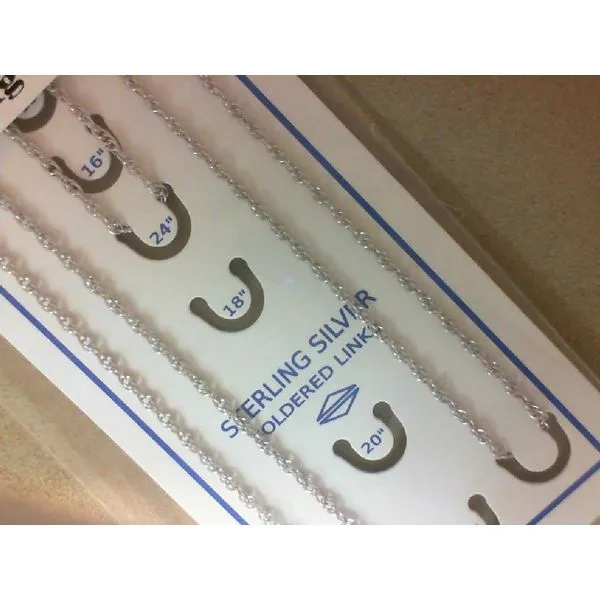 16"
24"
18"
STERLING SILVER
SOLDERED LINKS
20"